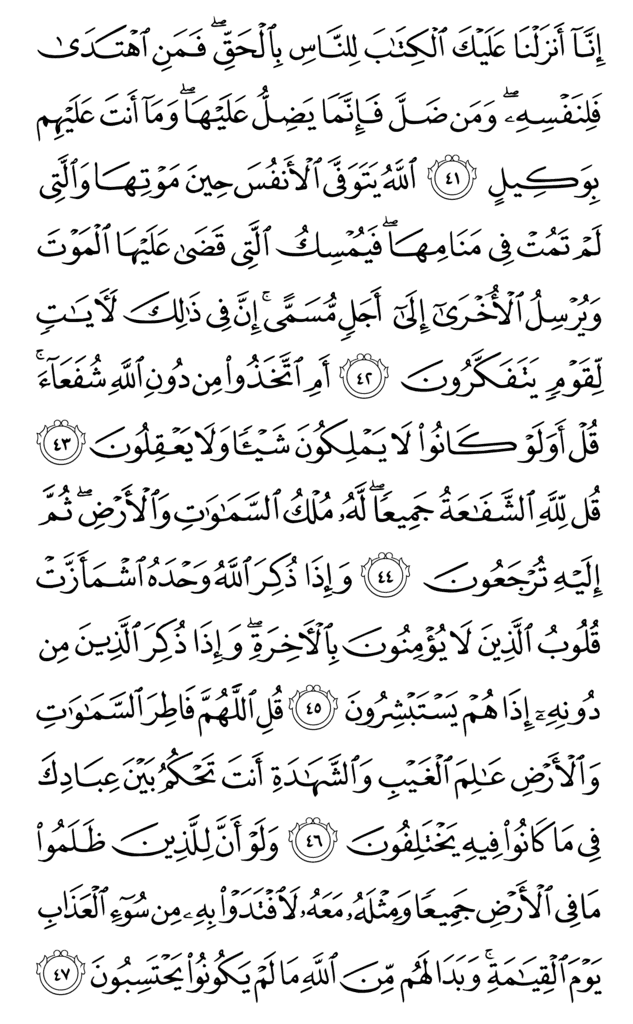 إِنَّآ أَنزَلۡنَا عَلَيۡكَ ٱلۡكِتَٰبَ لِلنَّاسِ بِٱلۡحَقِّۖ فَمَنِ ٱهۡتَدَىٰ
فَلِنَفۡسِهِۦۖ وَمَن ضَلَّ فَإِنَّمَا يَضِلُّ عَلَيۡهَاۖ وَمَآ أَنتَ عَلَيۡهِم
بِوَكِيلٍ ٤١ ٱللَّهُ يَتَوَفَّى ٱلۡأَنفُسَ حِينَ مَوۡتِهَا وَٱلَّتِي
لَمۡ تَمُتۡ فِي مَنَامِهَاۖ فَيُمۡسِكُ ٱلَّتِي قَضَىٰ عَلَيۡهَا ٱلۡمَوۡتَ
وَيُرۡسِلُ ٱلۡأُخۡرَىٰٓ إِلَىٰٓ أَجَلٖ مُّسَمًّىۚ إِنَّ فِي ذَٰلِكَ لَأٓيَٰتٖ
لِّقَوۡمٖ يَتَفَكَّرُونَ ٤٢ أَمِ ٱتَّخَذُواْ مِن دُونِ ٱللَّهِ شُفَعَآءَۚ
قُلۡ أَوَلَوۡ كَانُواْ لَا يَمۡلِكُونَ شَيۡـٔٗا وَلَا يَعۡقِلُونَ ٤٣
قُل لِّلَّهِ ٱلشَّفَٰعَةُ جَمِيعٗاۖ لَّهُۥ مُلۡكُ ٱلسَّمَٰوَٰتِ وَٱلۡأَرۡضِۖ ثُمَّ
إِلَيۡهِ تُرۡجَعُونَ ٤٤ وَإِذَا ذُكِرَ ٱللَّهُ وَحۡدَهُ ٱشۡمَأَزَّتۡ
قُلُوبُ ٱلَّذِينَ لَا يُؤۡمِنُونَ بِٱلۡأٓخِرَةِۖ وَإِذَا ذُكِرَ ٱلَّذِينَ مِن
دُونِهِۦٓ إِذَا هُمۡ يَسۡتَبۡشِرُونَ ٤٥ قُلِ ٱللَّهُمَّ فَاطِرَ ٱلسَّمَٰوَٰتِ
وَٱلۡأَرۡضِ عَٰلِمَ ٱلۡغَيۡبِ وَٱلشَّهَٰدَةِ أَنتَ تَحۡكُمُ بَيۡنَ عِبَادِكَ
فِي مَا كَانُواْ فِيهِ يَخۡتَلِفُونَ ٤٦ وَلَوۡ أَنَّ لِلَّذِينَ ظَلَمُواْ
مَا فِي ٱلۡأَرۡضِ جَمِيعٗا وَمِثۡلَهُۥ مَعَهُۥ لَٱفۡتَدَوۡاْ بِهِۦ مِن سُوٓءِ ٱلۡعَذَابِ
يَوۡمَ ٱلۡقِيَٰمَةِۚ وَبَدَا لَهُم مِّنَ ٱللَّهِ مَا لَمۡ يَكُونُواْ يَحۡتَسِبُونَ ٤٧